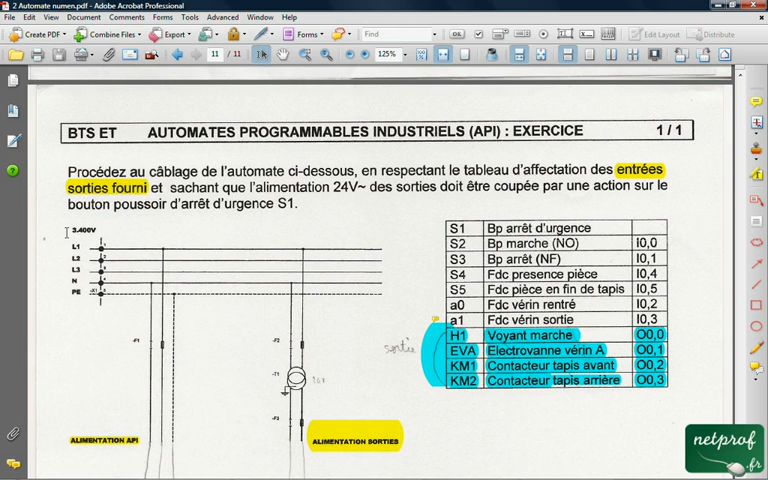 2 Automate numen.pdf - Adobe Acrobat Professional
File Edit View Document Comments Forms Tools Advanced Window Help
Create PDF Combine Files Export Forms Find Edit Layout Distribute
11 / 11 125%
BTS ET AUTOMATES PROGRAMMABLES INDUSTRIELS (API) : EXERCICE 1 / 1
Procédez au câblage de l'automate ci-dessous, en respectant le tableau d'affectation des entrées
sorties fourni et sachant que l'alimentation 24V~ des sorties doit être coupée par une action sur le
bouton poussoir d'arrêt d'urgence S1.
3.400V
L1
L2
L3
N
PE -X1
-F1
-F2
-T1
-F3
ALIMENTATION API
ALIMENTATION SORTIES
S1 Bp arrêt d'urgence
S2 Bp marche (NO) I0,0
S3 Bp arrêt (NF) I0,1
S4 Fdc presence pièce I0,4
S5 Fdc pièce en fin de tapis I0,5
a0 Fdc vérin rentré I0,2
a1 Fdc vérin sortie I0,3
H1 Voyant marche O0,0
EVA Electrovanne vérin A O0,1
KM1 Contacteur tapis avant O0,2
KM2 Contacteur tapis arrière O0,3
sortie
netprof
.fr